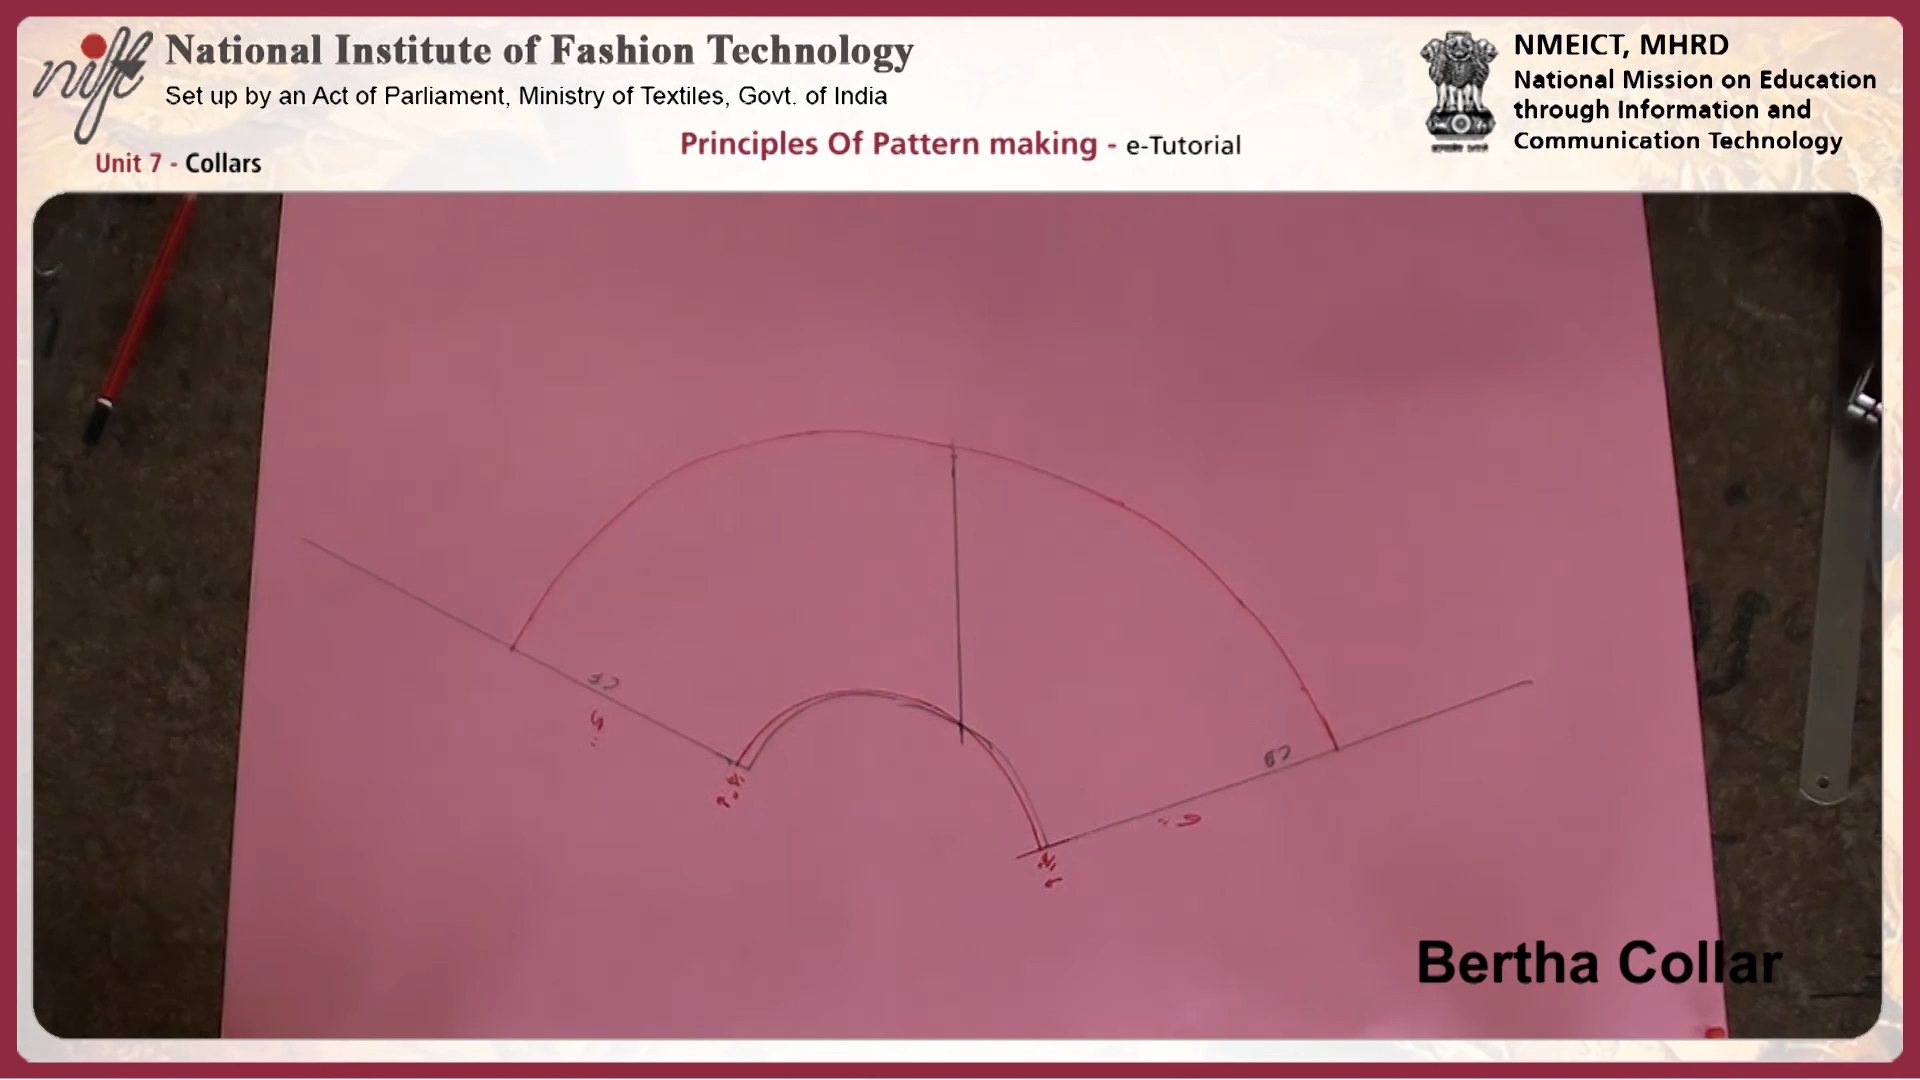 nift
National Institute of Fashion Technology
Set up by an Act of Parliament, Ministry of Textiles, Govt. of India
NMEICT, MHRD
National Mission on Education
through Information and
Communication Technology
Principles Of Pattern making - e-Tutorial
Unit 7 - Collars
CF
5"
CB
Bertha Collar